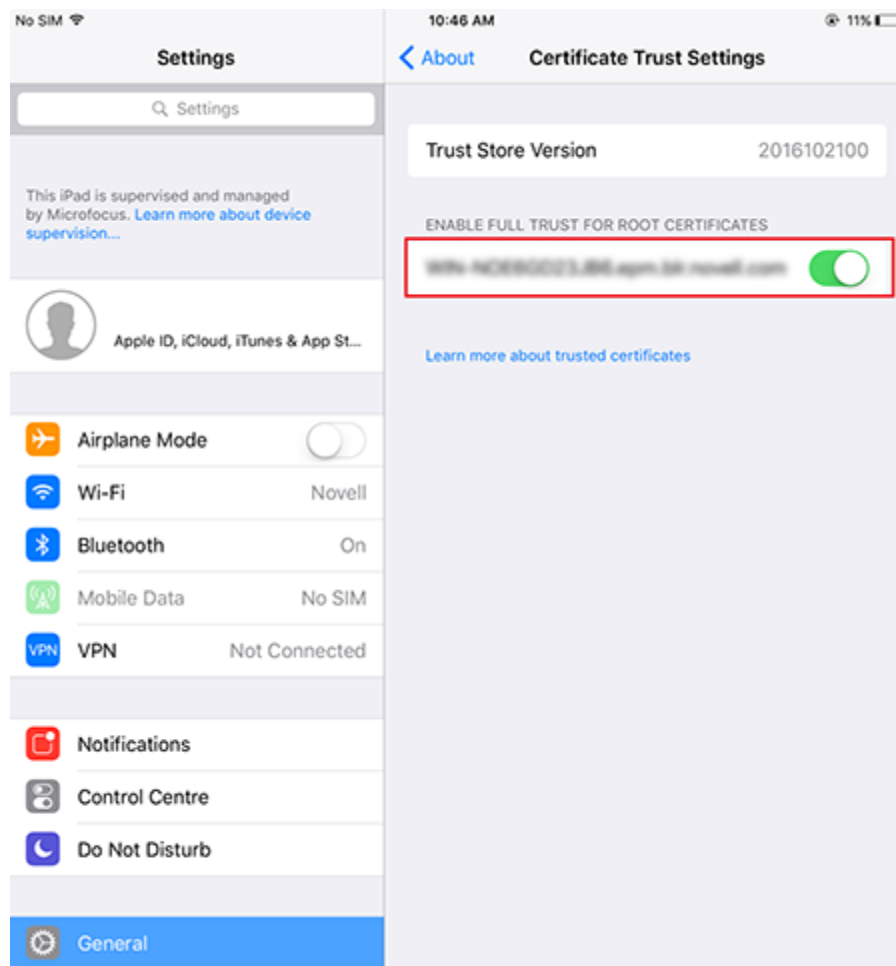 No SIM
10:46 AM
11%
Settings
Settings
This iPad is supervised and managed
by Microfocus. Learn more about device
supervision...
Apple ID, iCloud, iTunes & App St...
Airplane Mode
Wi-Fi Novell
Bluetooth On
Mobile Data No SIM
VPN VPN Not Connected
Notifications
Control Centre
Do Not Disturb
General
About Certificate Trust Settings
Trust Store Version 2016102100
ENABLE FULL TRUST FOR ROOT CERTIFICATES
Learn more about trusted certificates